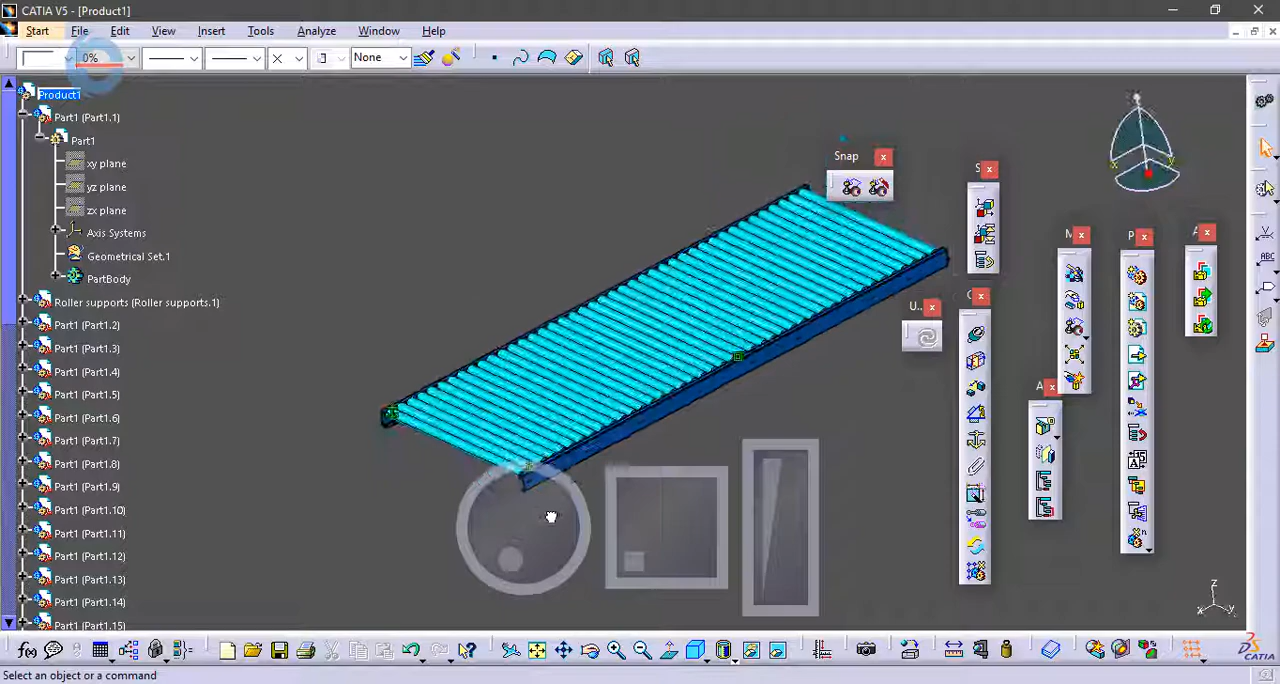 CATIA V5 - [Product1]
Start File Edit View Insert Tools Analyze Window Help
0% None
Product1
Part1 (Part1.1)
Part1
xy plane
yz plane
zx plane
Axis Systems
Geometrical Set.1
PartBody
Roller supports (Roller supports.1)
Part1 (Part1.2)
Part1 (Part1.3)
Part1 (Part1.4)
Part1 (Part1.5)
Part1 (Part1.6)
Part1 (Part1.7)
Part1 (Part1.8)
Part1 (Part1.9)
Part1 (Part1.10)
Part1 (Part1.11)
Part1 (Part1.12)
Part1 (Part1.13)
Part1 (Part1.14)
Part1 (Part1.15)
Snap
S
U..
M
P
A
A
z
x y
f(x)
CATIA
Select an object or a command